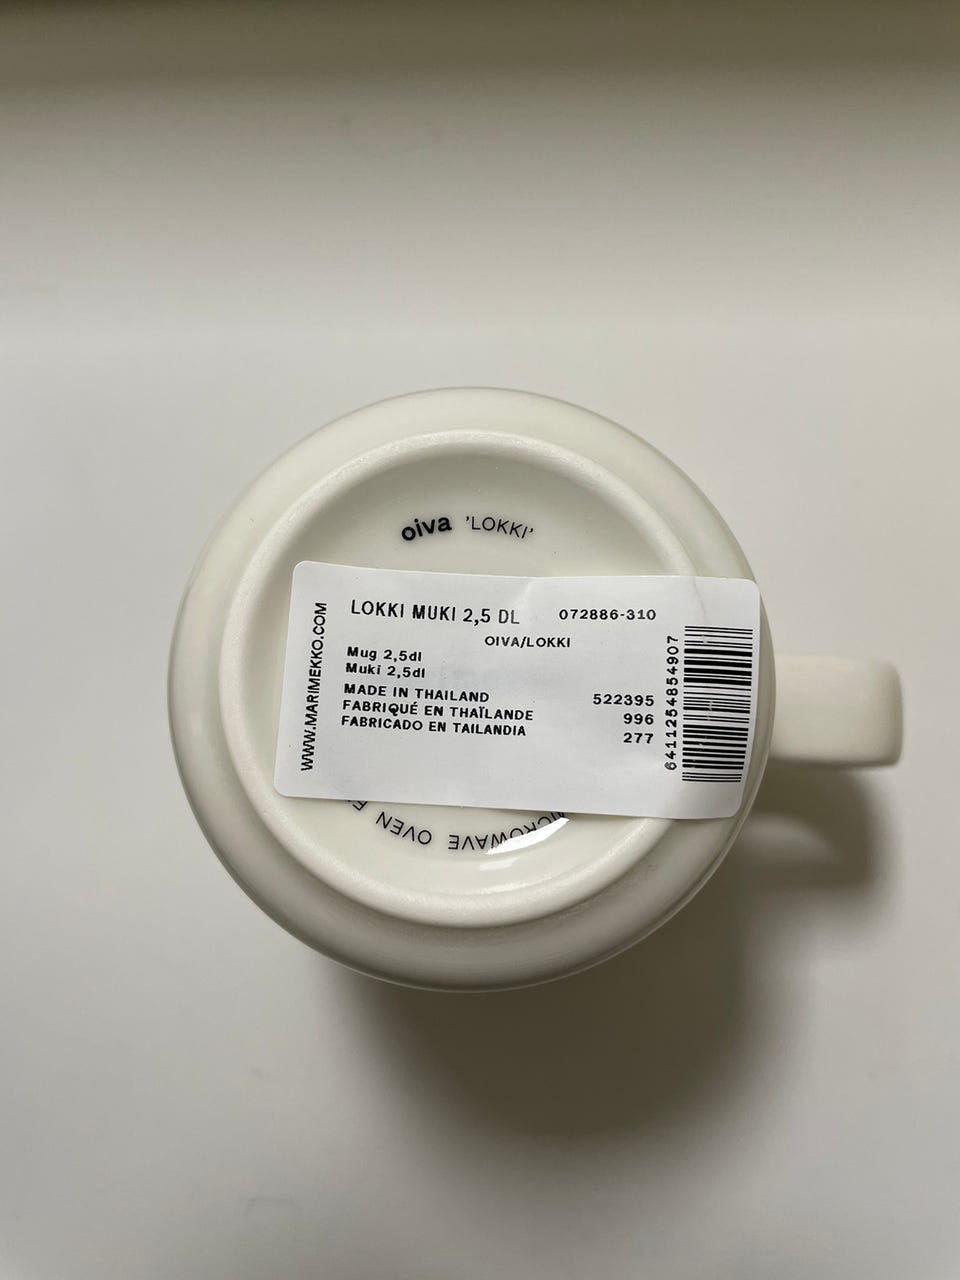 oiva 'LOKKI'
WWW.MARIMEKKO.COM
LOKKI MUKI 2,5 DL 072886-310
OIVA/LOKKI
Mug 2,5dl
Muki 2,5dl
MADE IN THAILAND 522395
FABRIQUÉ EN THAÏLANDE 996
FABRICADO EN TAILANDIA 277
6411254854907
OVEN